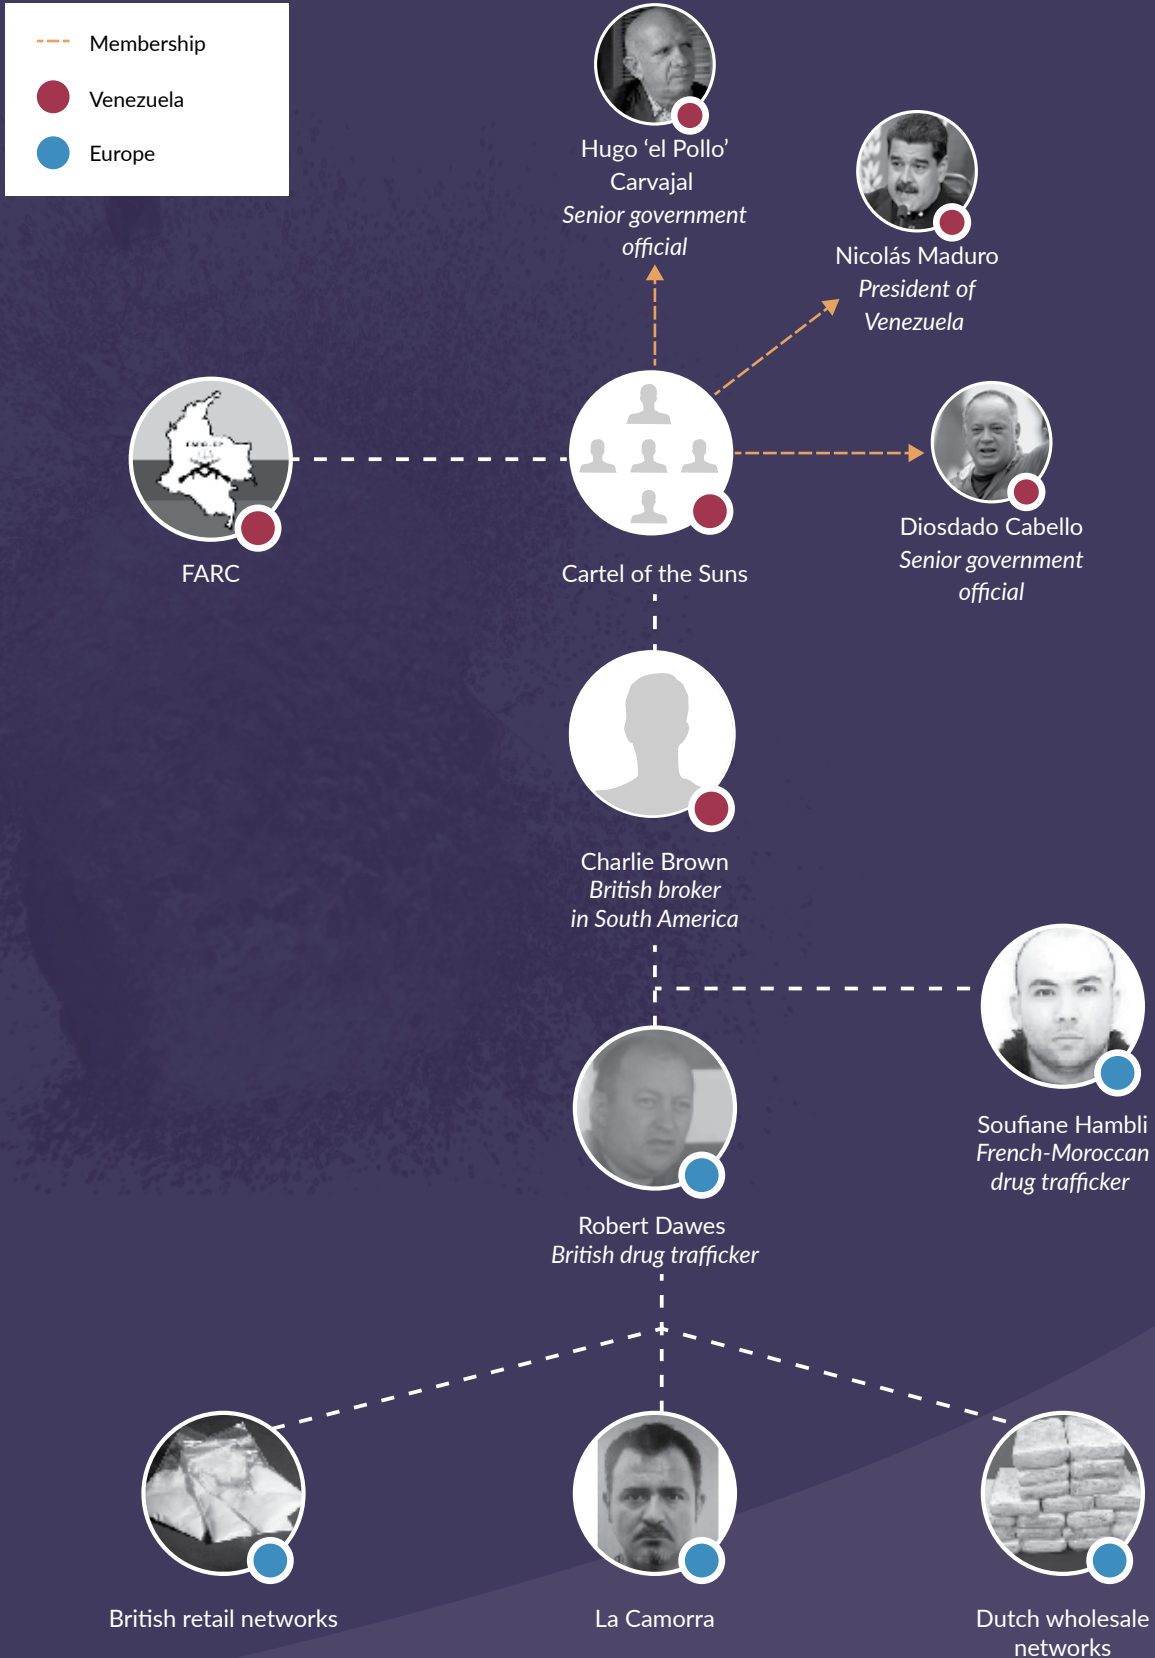 Membership
Venezuela
Europe
Hugo ‘el Pollo’
Carvajal
Senior government
official
Nicolás Maduro
President of
Venezuela
FARC
Cartel of the Suns
Diosdado Cabello
Senior government
official
Charlie Brown
British broker
in South America
Soufiane Hambli
French-Moroccan
drug trafficker
Robert Dawes
British drug trafficker
British retail networks
La Camorra
Dutch wholesale
networks